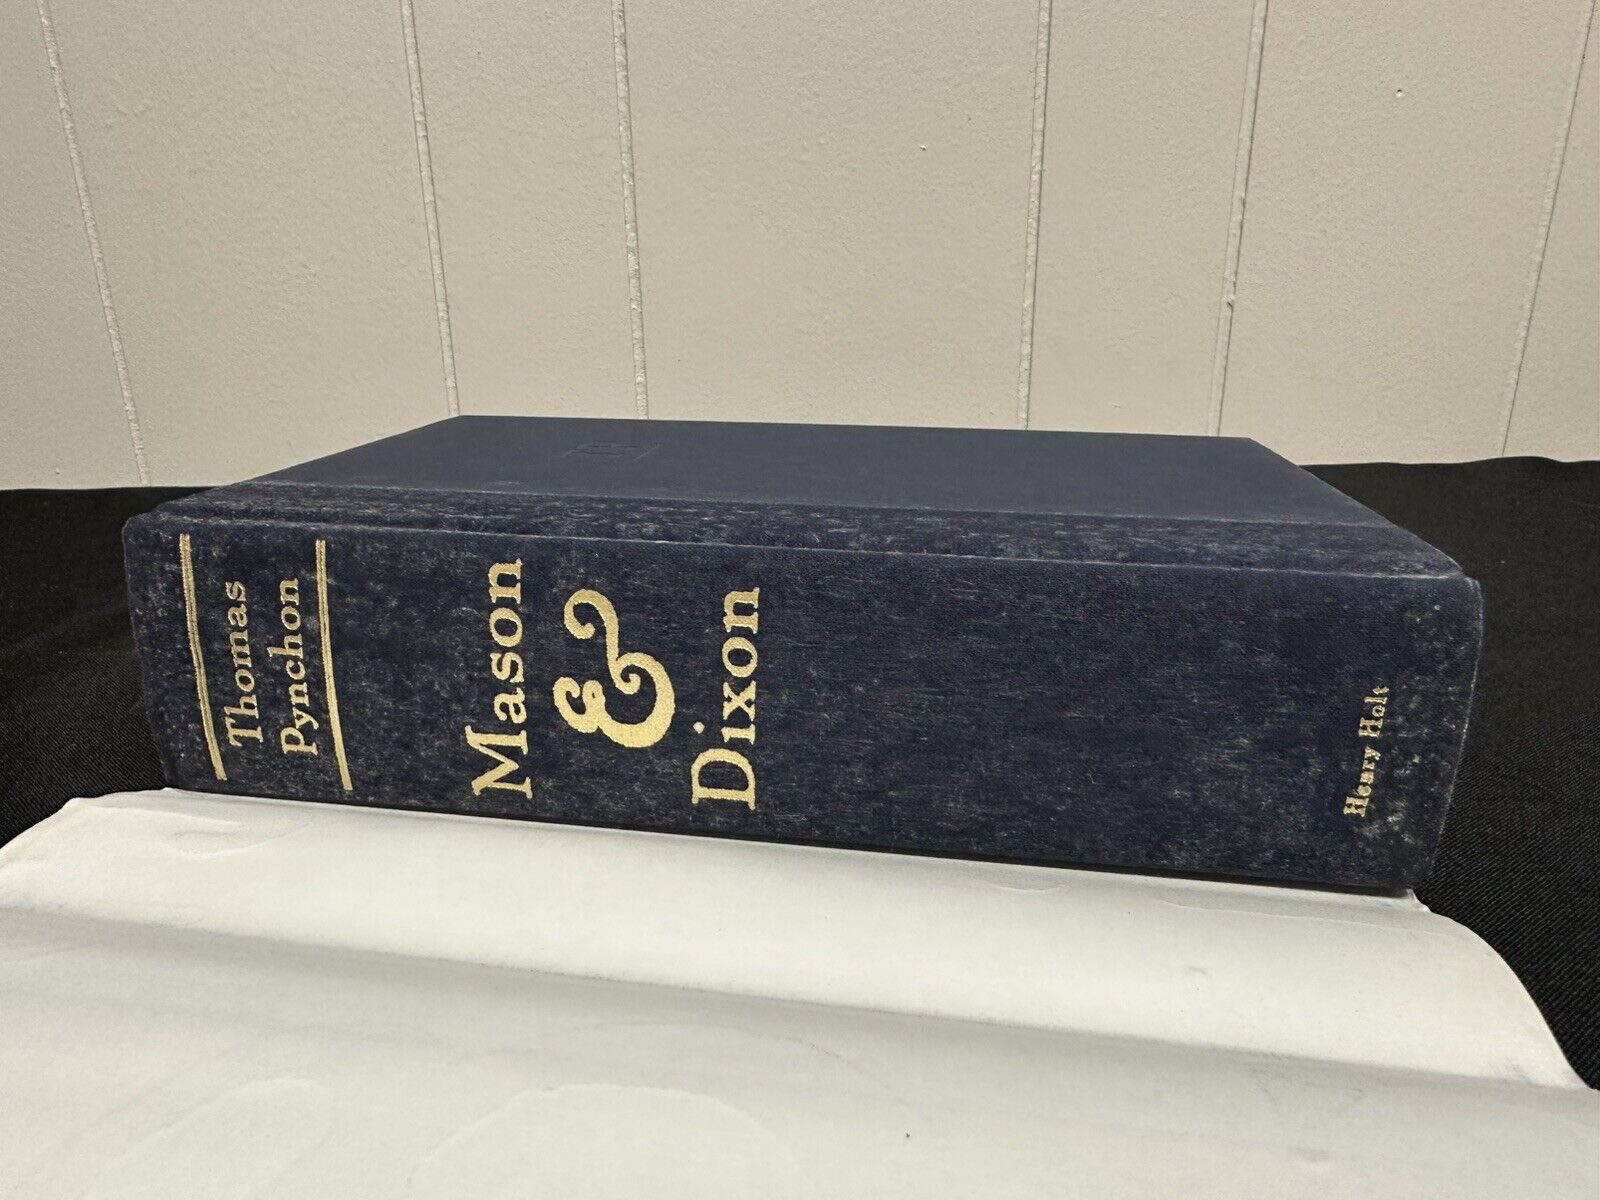 Thomas
Pynchon
Mason
&
Dixon
Henry Holt